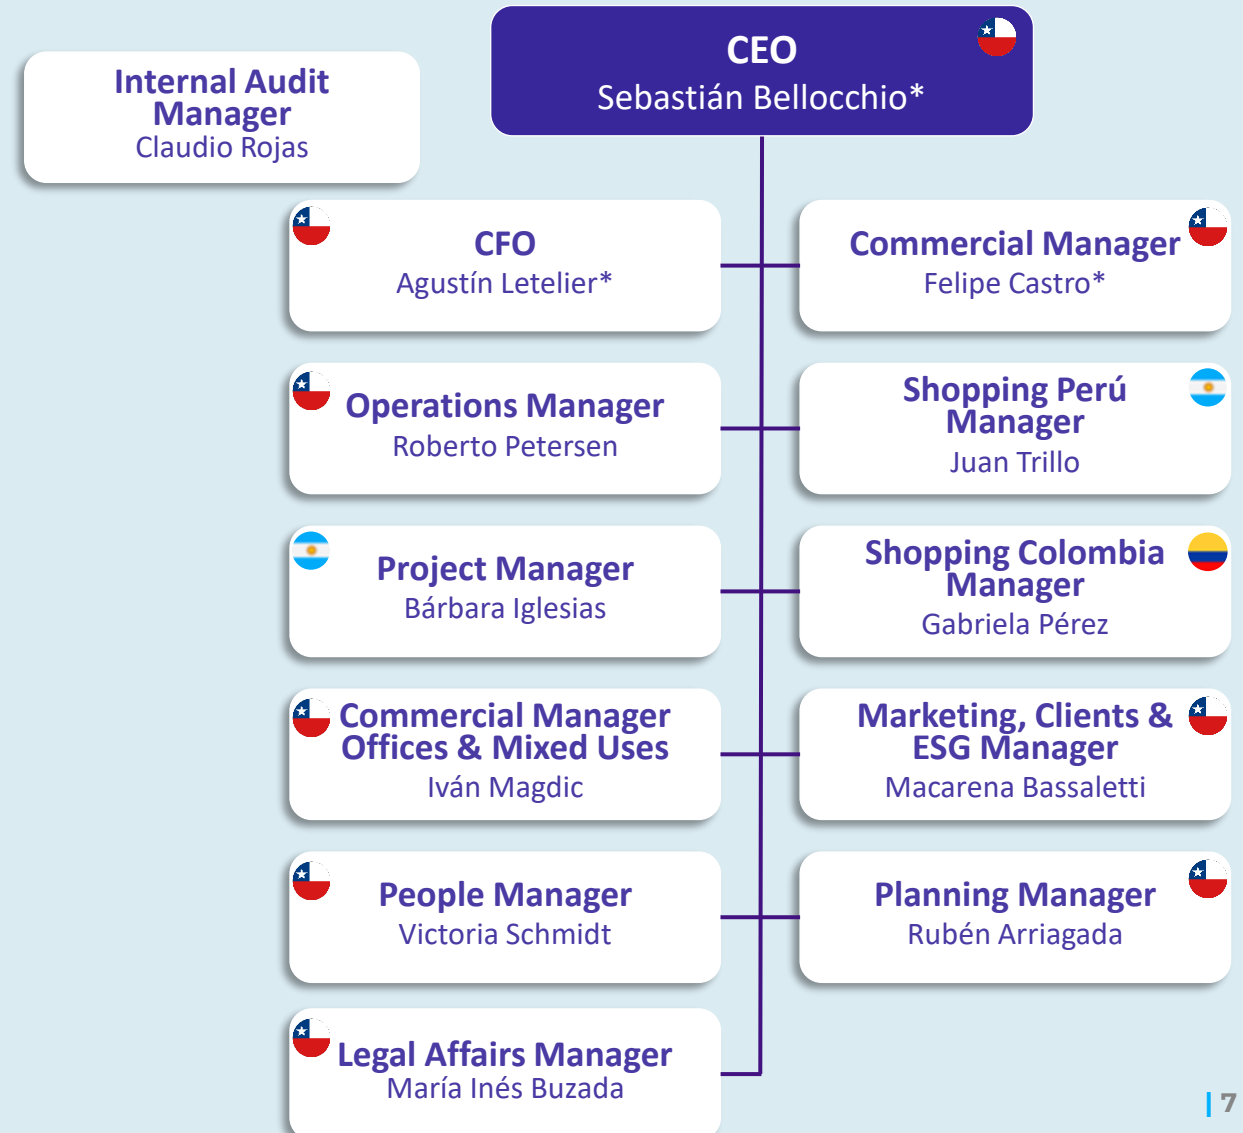 CEO
Sebastián Bellocchio*
Internal Audit
Manager
Claudio Rojas
CFO
Agustín Letelier*
Commercial Manager
Felipe Castro*
Operations Manager
Roberto Petersen
Shopping Perú
Manager
Juan Trillo
Project Manager
Bárbara Iglesias
Shopping Colombia
Manager
Gabriela Pérez
Commercial Manager
Offices & Mixed Uses
Iván Magdic
Marketing, Clients &
ESG Manager
Macarena Bassaletti
People Manager
Victoria Schmidt
Planning Manager
Rubén Arriagada
Legal Affairs Manager
María Inés Buzada
| 7